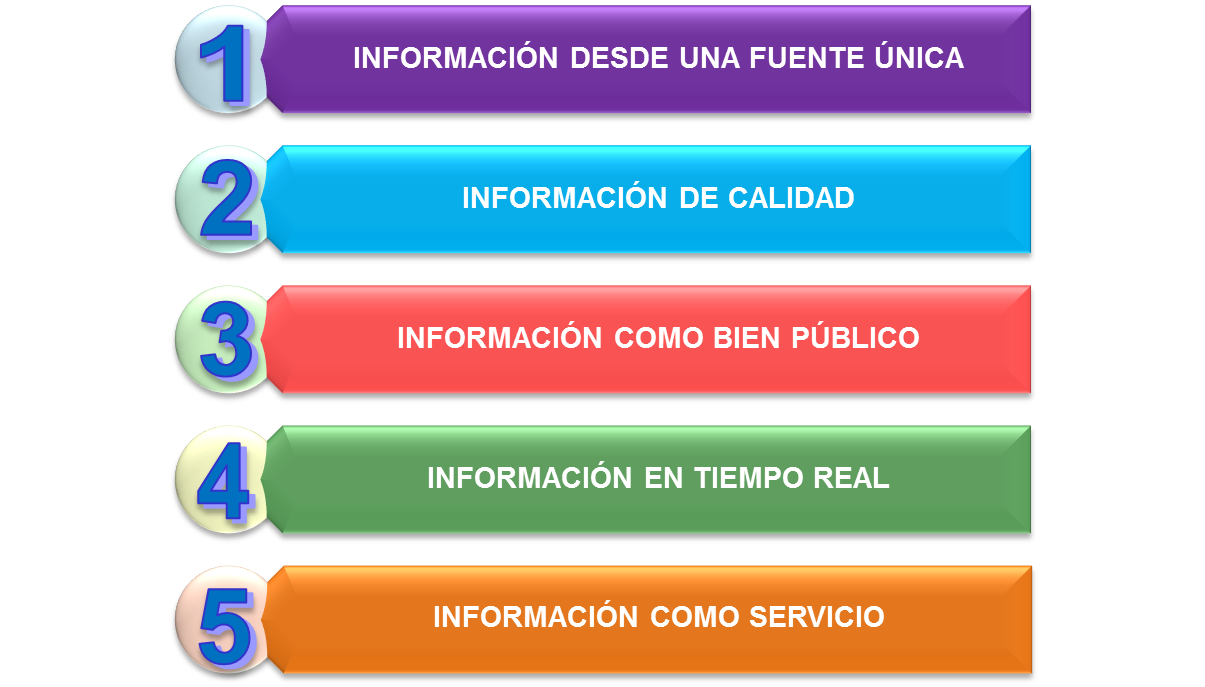 1 INFORMACIÓN DESDE UNA FUENTE ÚNICA
2 INFORMACIÓN DE CALIDAD
3 INFORMACIÓN COMO BIEN PÚBLICO
4 INFORMACIÓN EN TIEMPO REAL
5 INFORMACIÓN COMO SERVICIO